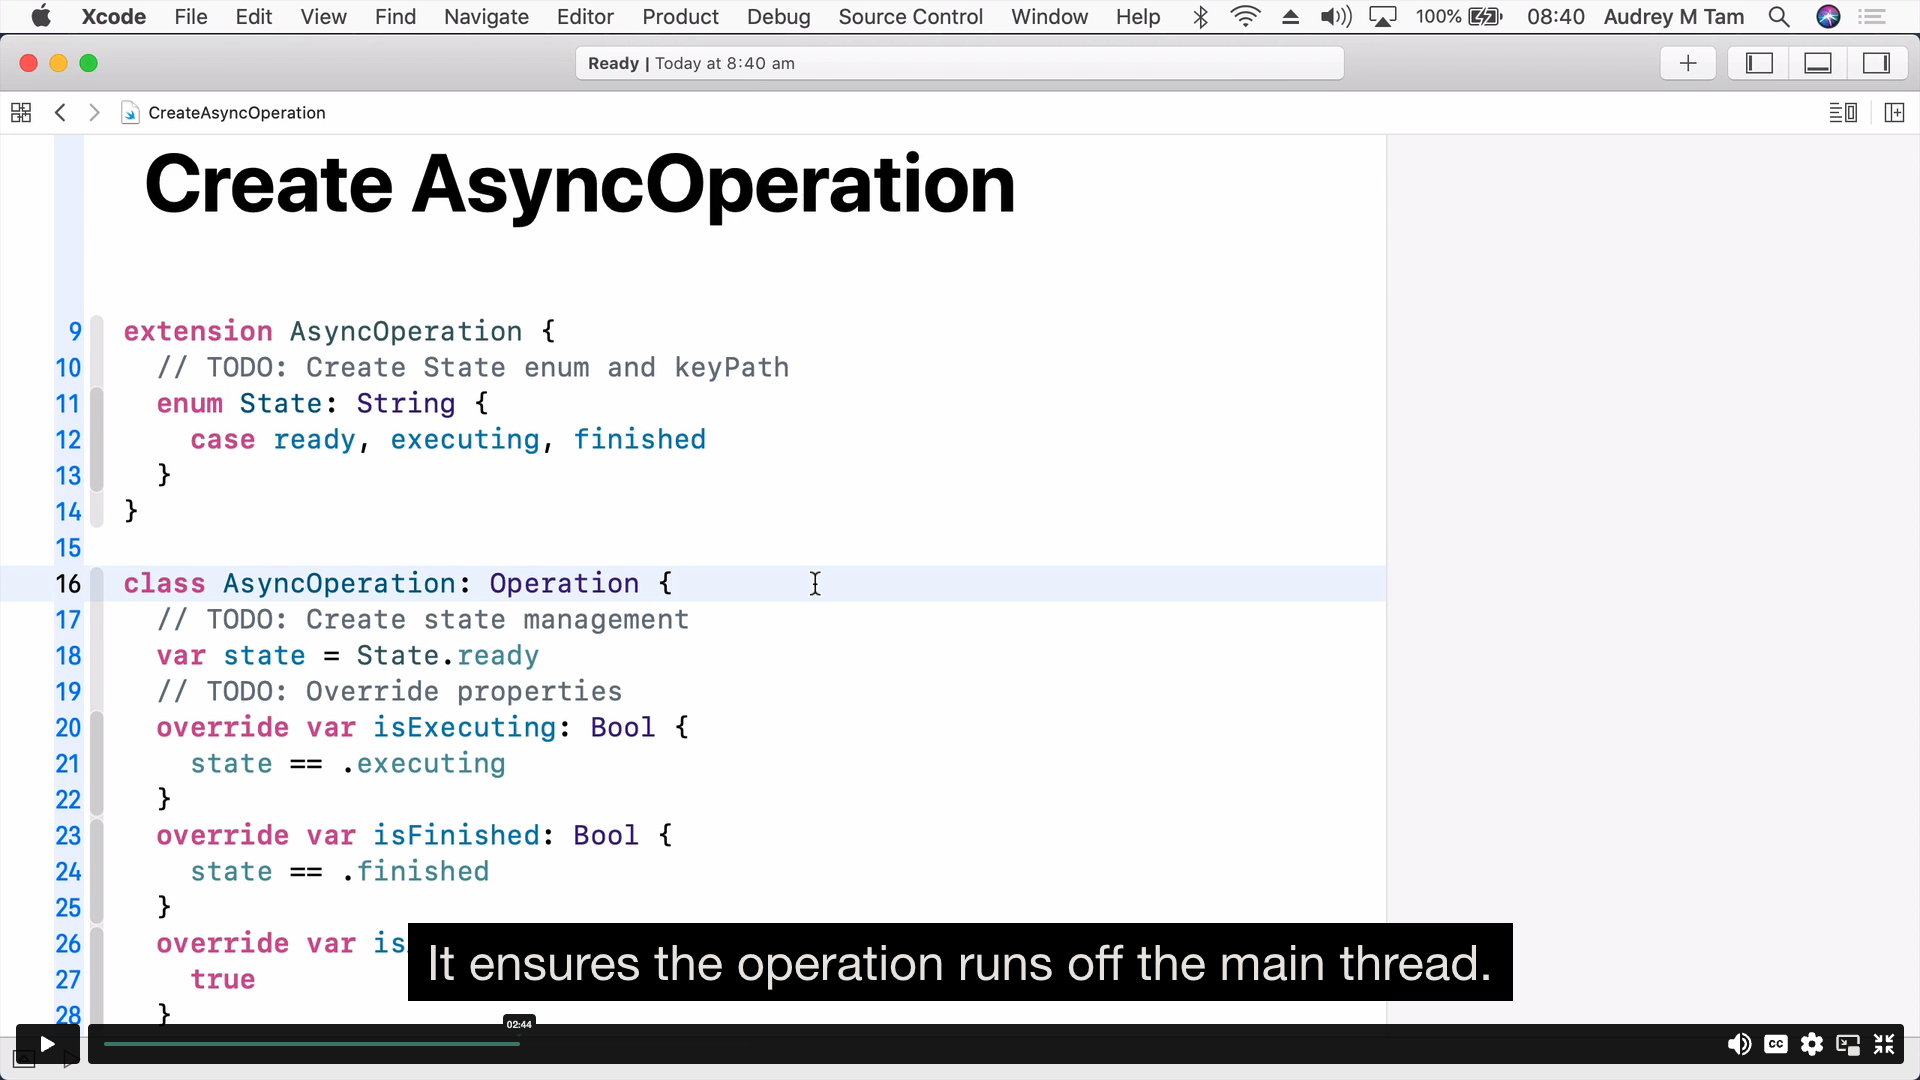 Xcode File Edit View Find Navigate Editor Product Debug Source Control Window Help 100% 08:40 Audrey M Tam
Ready | Today at 8:40 am
CreateAsyncOperation
Create AsyncOperation
9 extension AsyncOperation {
10 // TODO: Create State enum and keyPath
11 enum State: String {
12 case ready, executing, finished
13 }
14 }
15
16 class AsyncOperation: Operation {
17 // TODO: Create state management
18 var state = State.ready
19 // TODO: Override properties
20 override var isExecuting: Bool {
21 state == .executing
22 }
23 override var isFinished: Bool {
24 state == .finished
25 }
26 override var is
It ensures the operation runs off the main thread.
27 true
28 }
02:44
CC